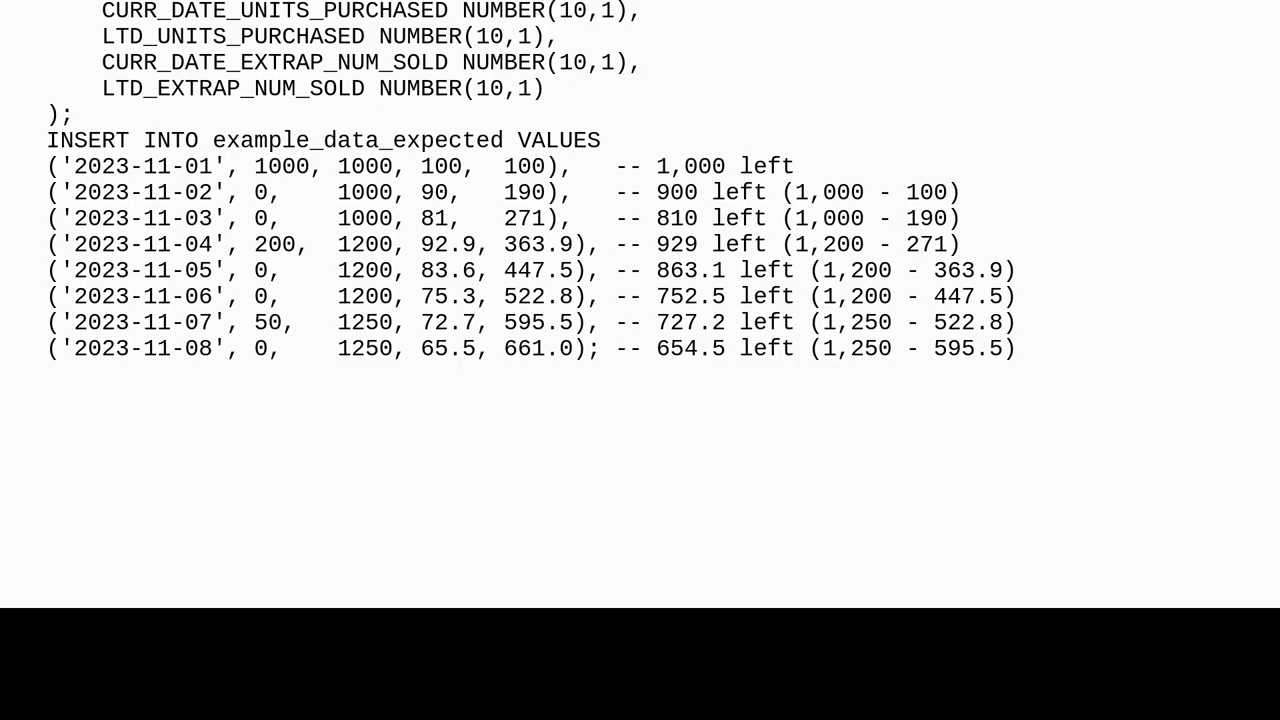 CURR_DATE_UNITS_PURCHASED NUMBER(10,1),
LTD_UNITS_PURCHASED NUMBER(10,1),
CURR_DATE_EXTRAP_NUM_SOLD NUMBER(10,1),
LTD_EXTRAP_NUM_SOLD NUMBER(10,1)
);
INSERT INTO example_data_expected VALUES
('2023-11-01', 1000, 1000, 100,  100),   -- 1,000 left
('2023-11-02', 0,    1000, 90,   190),   -- 900 left (1,000 - 100)
('2023-11-03', 0,    1000, 81,   271),   -- 810 left (1,000 - 190)
('2023-11-04', 200,  1200, 92.9, 363.9), -- 929 left (1,200 - 271)
('2023-11-05', 0,    1200, 83.6, 447.5), -- 863.1 left (1,200 - 363.9)
('2023-11-06', 0,    1200, 75.3, 522.8), -- 752.5 left (1,200 - 447.5)
('2023-11-07', 50,   1250, 72.7, 595.5), -- 727.2 left (1,250 - 522.8)
('2023-11-08', 0,    1250, 65.5, 661.0); -- 654.5 left (1,250 - 595.5)